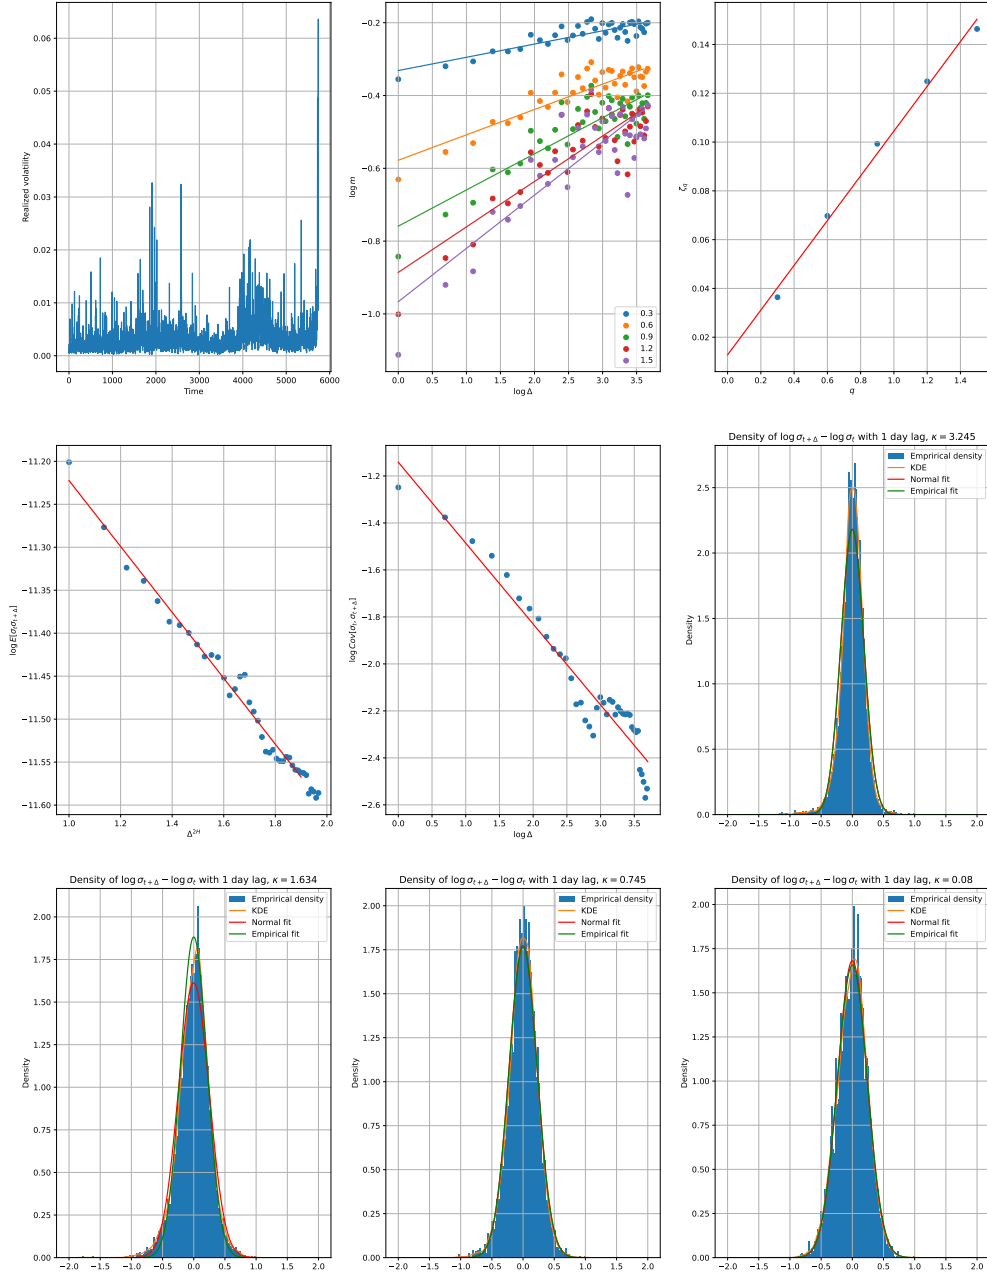 0.06
0.05
0.04
0.03
0.02
0.01
0.00
Realized volatility
0 1000 2000 3000 4000 5000 6000
Time
−0.2
−0.4
−0.6
−0.8
−1.0
log m
0.3
0.6
0.9
1.2
1.5
0.0 0.5 1.0 1.5 2.0 2.5 3.0 3.5
log Δ
0.14
0.12
0.10
0.08
0.06
0.04
0.02
ζq
0.0 0.2 0.4 0.6 0.8 1.0 1.2 1.4
q
−11.20
−11.25
−11.30
−11.35
−11.40
−11.45
−11.50
−11.55
−11.60
log E[σtσt+Δ]
1.0 1.2 1.4 1.6 1.8 2.0
Δ2H
−1.2
−1.4
−1.6
−1.8
−2.0
−2.2
−2.4
−2.6
log Cov[σt, σt+Δ]
0.0 0.5 1.0 1.5 2.0 2.5 3.0 3.5
log Δ
Density of log σt+Δ − log σt with 1 day lag, κ = 3.245
Emprirical density
KDE
Normal fit
Empirical fit
2.5
2.0
1.5
1.0
0.5
0.0
Density
−2.0 −1.5 −1.0 −0.5 0.0 0.5 1.0 1.5 2.0
Density of log σt+Δ − log σt with 1 day lag, κ = 1.634
Emprirical density
KDE
Normal fit
Empirical fit
2.00
1.75
1.50
1.25
1.00
0.75
0.50
0.25
0.00
Density
−2.0 −1.5 −1.0 −0.5 0.0 0.5 1.0 1.5 2.0
Density of log σt+Δ − log σt with 1 day lag, κ = 0.745
Emprirical density
KDE
Normal fit
Empirical fit
2.00
1.75
1.50
1.25
1.00
0.75
0.50
0.25
0.00
Density
−2.0 −1.5 −1.0 −0.5 0.0 0.5 1.0 1.5 2.0
Density of log σt+Δ − log σt with 1 day lag, κ = 0.08
Emprirical density
KDE
Normal fit
Empirical fit
2.00
1.75
1.50
1.25
1.00
0.75
0.50
0.25
0.00
Density
−2.0 −1.5 −1.0 −0.5 0.0 0.5 1.0 1.5 2.0